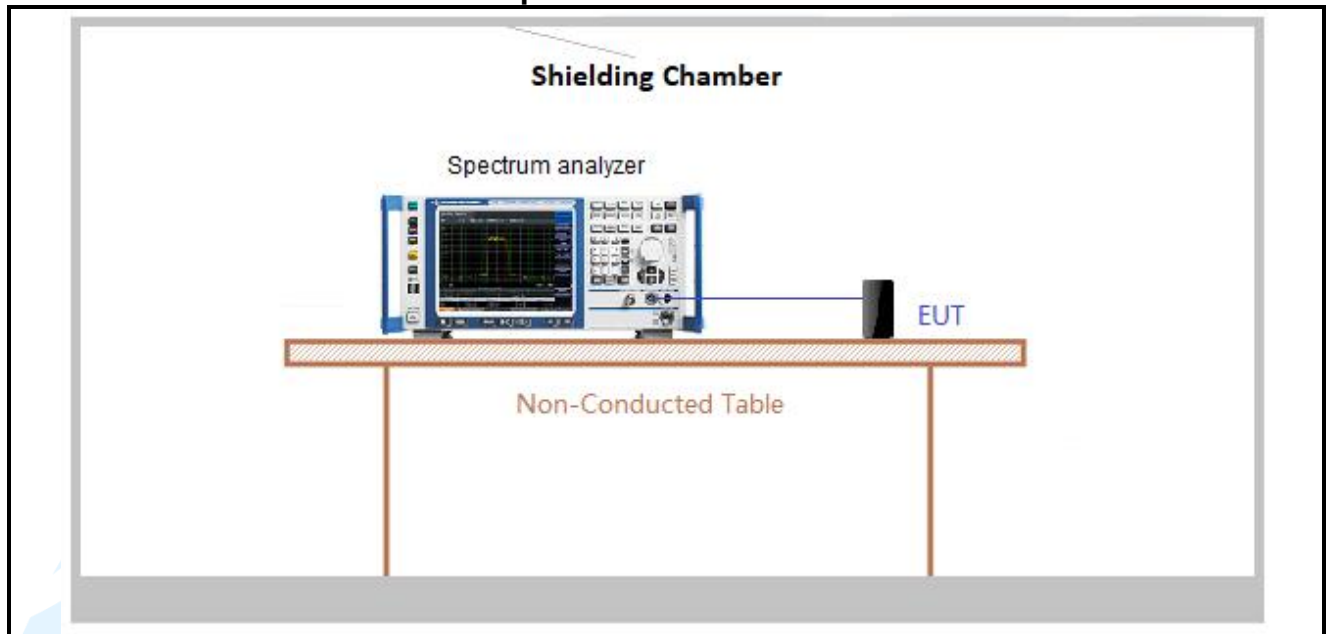 Shielding Chamber
Spectrum analyzer
EUT
Non-Conducted Table